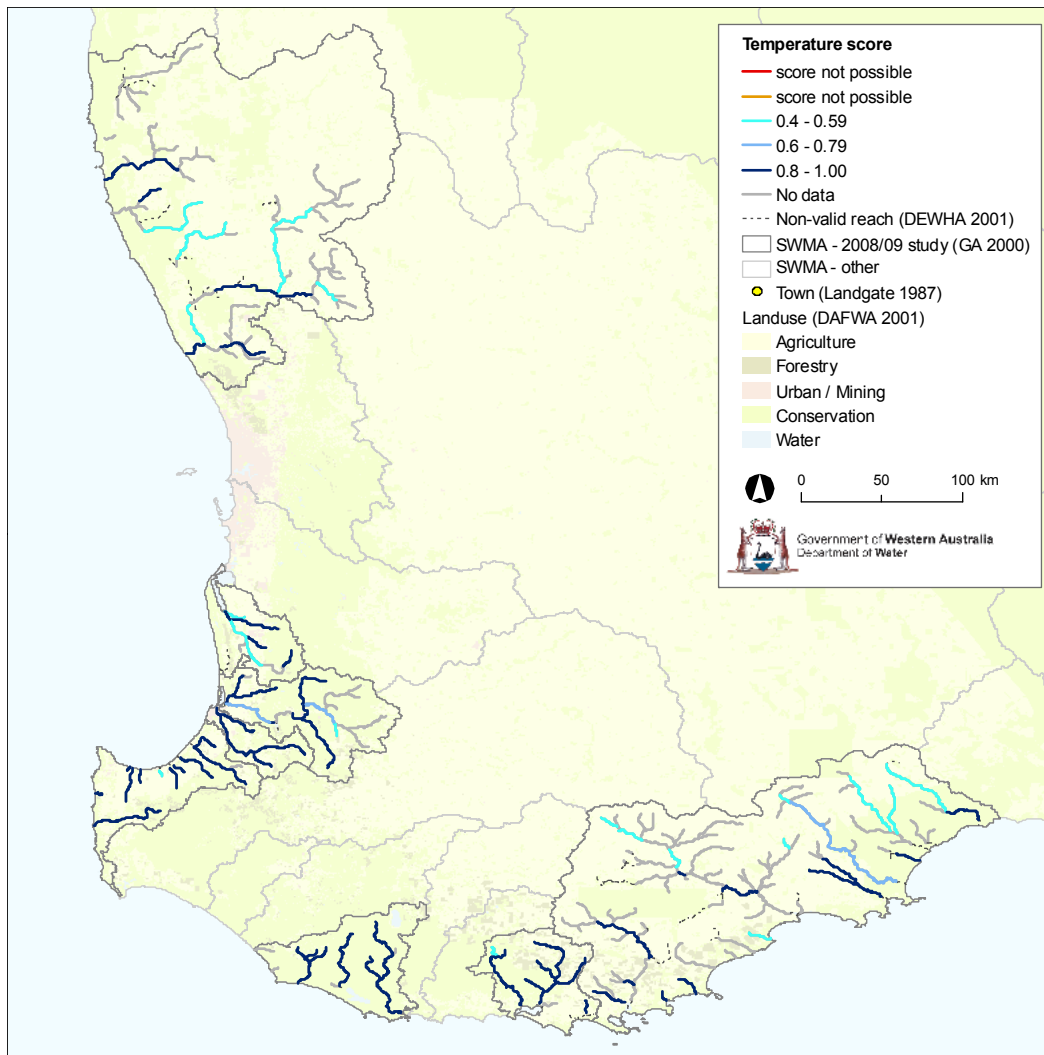 Temperature score
score not possible
score not possible
0.4 - 0.59
0.6 - 0.79
0.8 - 1.00
No data
Non-valid reach (DEWHA 2001)
SWMA - 2008/09 study (GA 2000)
SWMA - other
Town (Landgate 1987)
Landuse (DAFWA 2001)
Agriculture
Forestry
Urban / Mining
Conservation
Water
0 50 100 km
Government of Western Australia
Department of Water